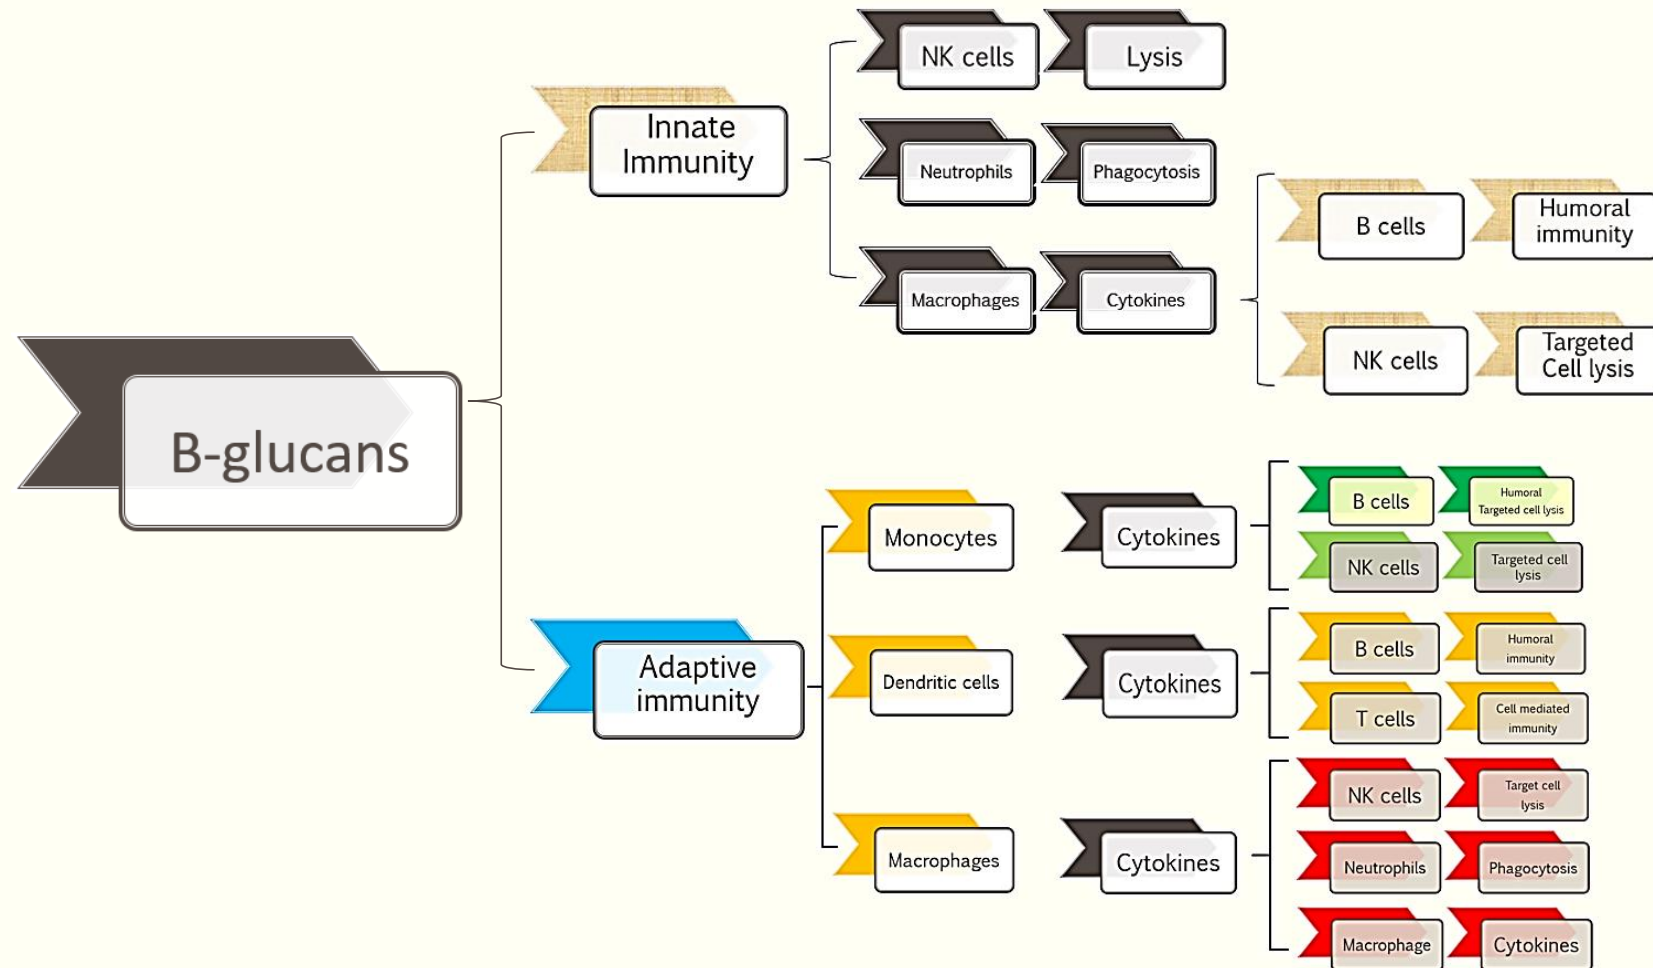 B-glucans
Innate
Immunity
NK cells
Lysis
Neutrophils
Phagocytosis
Macrophages
Cytokines
B cells
Humoral
immunity
NK cells
Targeted
Cell lysis
Adaptive
immunity
Monocytes
Cytokines
B cells
Humoral
Targeted cell lysis
NK cells
Targeted cell
lysis
Dendritic cells
Cytokines
B cells
Humoral
immunity
T cells
Cell mediated
immunity
Macrophages
Cytokines
NK cells
Target cell
lysis
Neutrophils
Phagocytosis
Macrophage
Cytokines